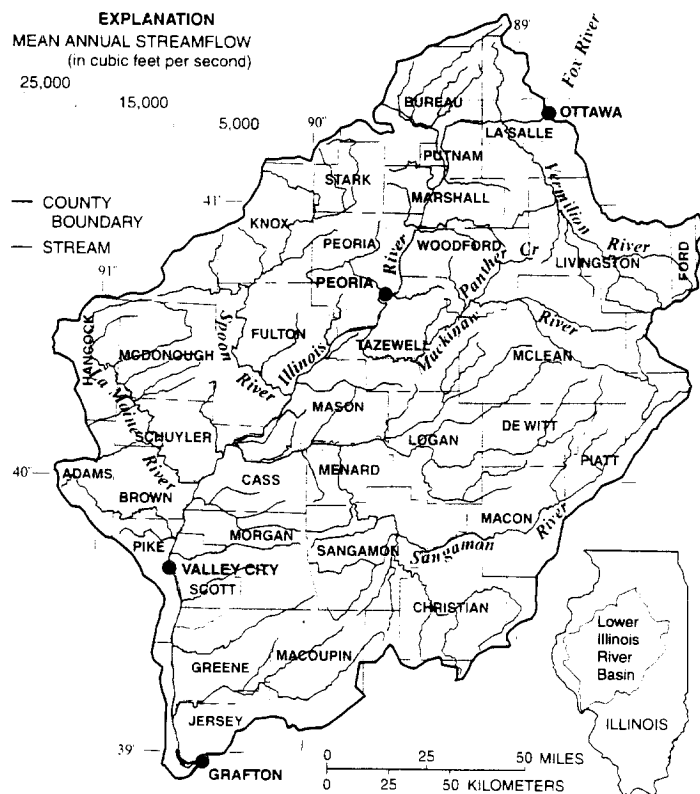 EXPLANATION
MEAN ANNUAL STREAMFLOW
(in cubic feet per second)
25,000
15,000
5,000
COUNTY
BOUNDARY
STREAM
89'
90"
41'
91"
40'
39'
Fox River
OTTAWA
BUREAU
LA SALLE
PUTNAM
STARK
MARSHALL
Vermilion
River
KNOX
PEORIA
River
WOODFORD
Panther Cr
LIVINGSTON
FORD
PEORIA
HANCOCK
Spoon
River
FULTON
Illinois
TAZEWELL
Mackinaw
River
MCDONOUGH
MCLEAN
La Moine
River
MASON
SCHUYLER
LOGAN
DE WITT
PIATT
ADAMS
BROWN
CASS
MENARD
MACON
River
PIKE
MORGAN
SANGAMON
Sangaman
VALLEY CITY
SCOTT
CHRISTIAN
GREENE
MACOUPIN
JERSEY
GRAFTON
Lower
Illinois
River
Basin
ILLINOIS
0 25 50 MILES
0 25 50 KILOMETERS